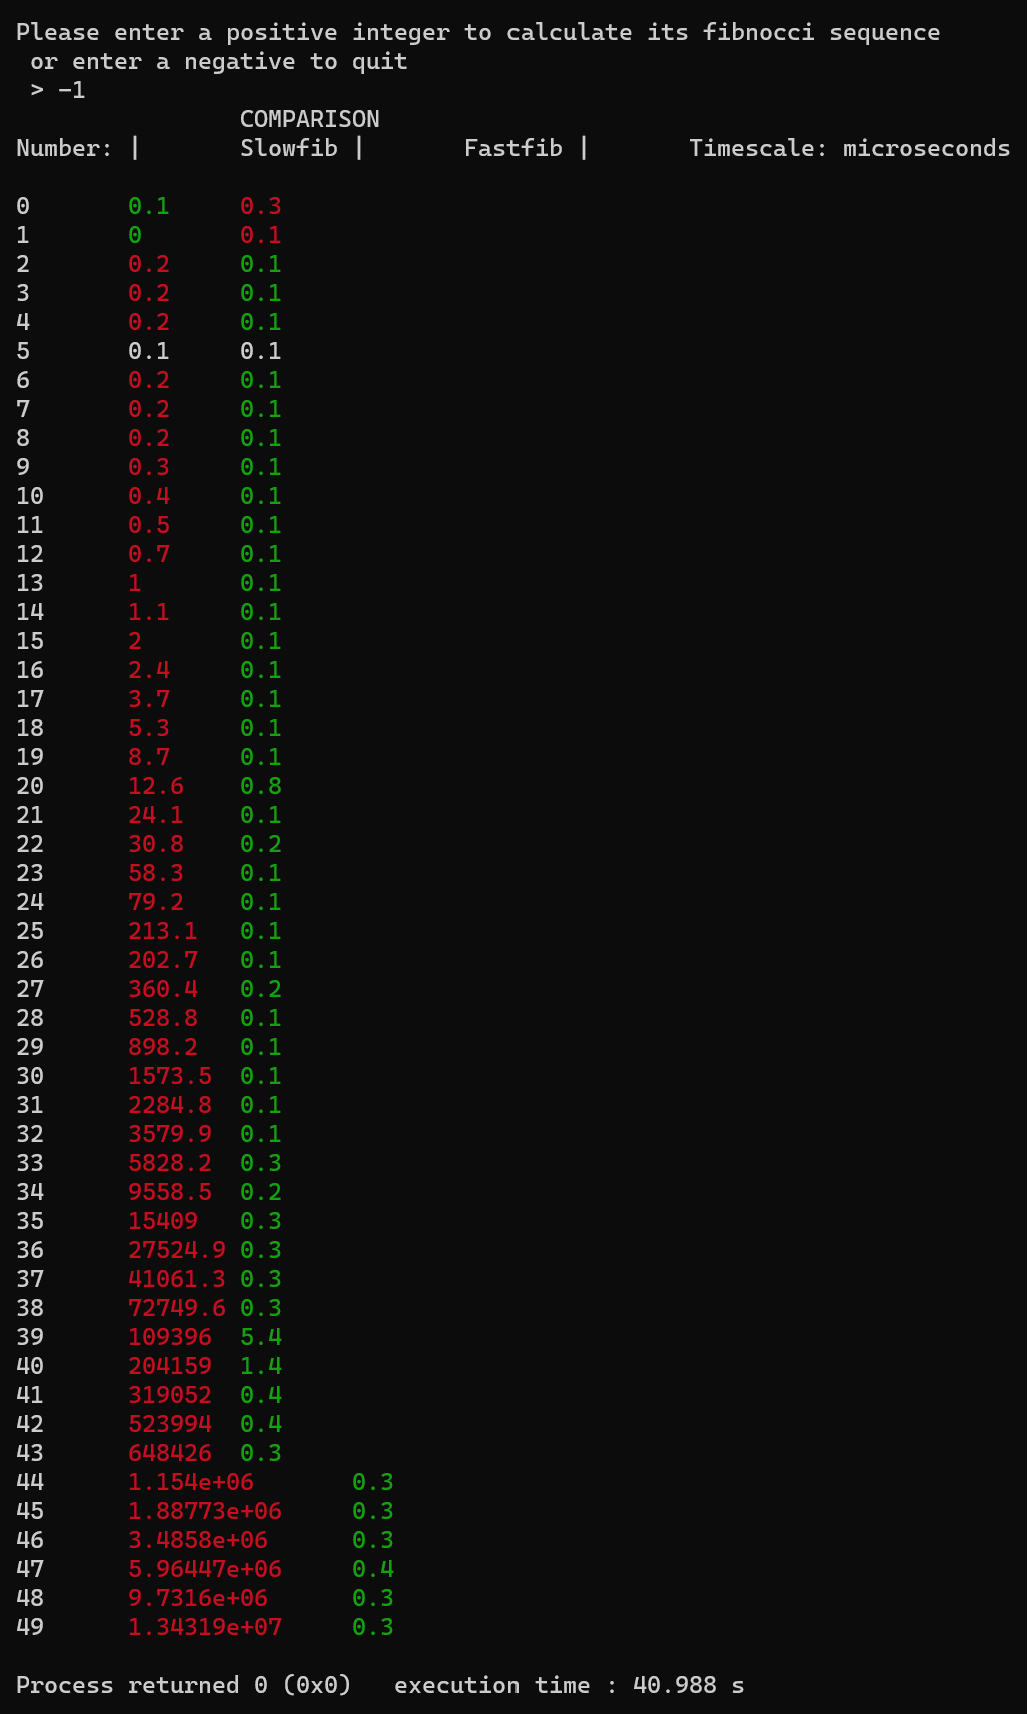 Please enter a positive integer to calculate its fibnocci sequence
 or enter a negative to quit
 > -1
                COMPARISON
Number: |       Slowfib |       Fastfib |       Timescale: microseconds

0       0.1     0.3
1       0       0.1
2       0.2     0.1
3       0.2     0.1
4       0.2     0.1
5       0.1     0.1
6       0.2     0.1
7       0.2     0.1
8       0.2     0.1
9       0.3     0.1
10      0.4     0.1
11      0.5     0.1
12      0.7     0.1
13      1       0.1
14      1.1     0.1
15      2       0.1
16      2.4     0.1
17      3.7     0.1
18      5.3     0.1
19      8.7     0.1
20      12.6    0.8
21      24.1    0.1
22      30.8    0.2
23      58.3    0.1
24      79.2    0.1
25      213.1   0.1
26      202.7   0.1
27      360.4   0.2
28      528.8   0.1
29      898.2   0.1
30      1573.5  0.1
31      2284.8  0.1
32      3579.9  0.1
33      5828.2  0.3
34      9558.5  0.2
35      15409   0.3
36      27524.9 0.3
37      41061.3 0.3
38      72749.6 0.3
39      109396  5.4
40      204159  1.4
41      319052  0.4
42      523994  0.4
43      648426  0.3
44      1.154e+06       0.3
45      1.88773e+06     0.3
46      3.4858e+06      0.3
47      5.96447e+06     0.4
48      9.7316e+06      0.3
49      1.34319e+07     0.3

Process returned 0 (0x0)   execution time : 40.988 s